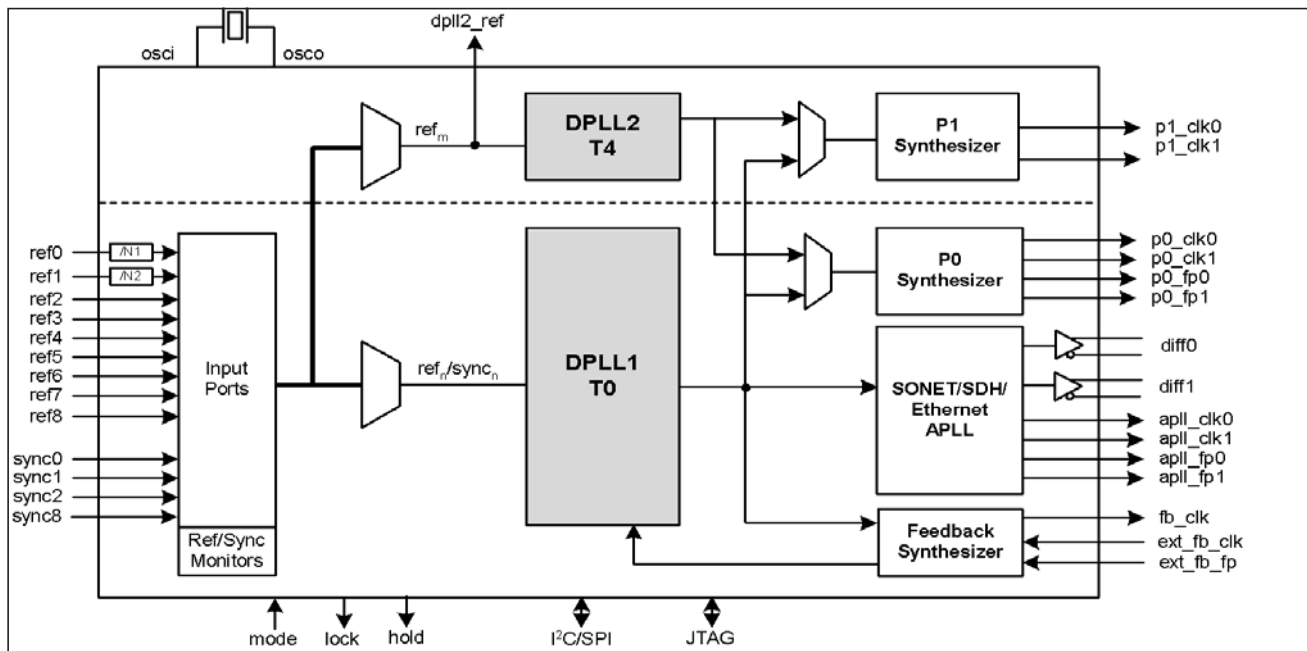 dpll2_ref
osci
osco
ref_m
DPLL2
T4
P1
Synthesizer
p1_clk0
p1_clk1
ref0
ref1
ref2
ref3
ref4
ref5
ref6
ref7
ref8
sync0
sync1
sync2
sync8
/N1
/N2
Input
Ports
Ref/Sync
Monitors
ref_n/sync_n
DPLL1
T0
P0
Synthesizer
p0_clk0
p0_clk1
p0_fp0
p0_fp1
SONET/SDH/
Ethernet
APLL
diff0
diff1
apll_clk0
apll_clk1
apll_fp0
apll_fp1
Feedback
Synthesizer
fb_clk
ext_fb_clk
ext_fb_fp
mode
lock
hold
I²C/SPI
JTAG